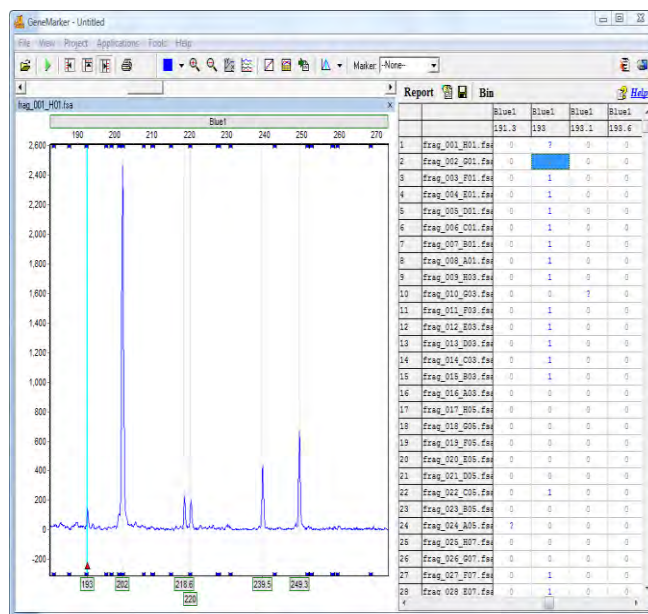 GeneMarker - Untitled
File View Project Applications Tools Help
Marker: -None-
Report Bin Help
frag_001_H01.fsa x
Blue1
190 200 210 220 230 240 250 260 270
2,600
2,400
2,200
2,000
1,800
1,600
1,400
1,200
1,000
800
600
400
200
0
-200
193 202 218.6 239.5 249.3
220
Blue1 Blue1 Blue1 Blue1
191.3 193 193.1 193.6
1 frag_001_H01.fsa 0 ? 0 0
2 frag_002_G01.fsa 0 0 0
3 frag_003_F01.fsa 0 1 0 0
4 frag_004_E01.fsa 0 1 0 0
5 frag_005_D01.fsa 0 1 0 0
6 frag_006_C01.fsa 0 1 0 0
7 frag_007_B01.fsa 0 1 0 0
8 frag_008_A01.fsa 0 1 0 0
9 frag_009_H03.fsa 0 1 0 0
10 frag_010_G03.fsa 0 0 ? 0
11 frag_011_F03.fsa 0 1 0 0
12 frag_012_E03.fsa 0 1 0 0
13 frag_013_D03.fsa 0 1 0 0
14 frag_014_C03.fsa 0 1 0 0
15 frag_015_B03.fsa 0 1 0 0
16 frag_016_A03.fsa 0 0 0 0
17 frag_017_H05.fsa 0 0 0 0
18 frag_018_G05.fsa 0 0 0 0
19 frag_019_F05.fsa 0 0 0 0
20 frag_020_E05.fsa 0 0 0 0
21 frag_021_D05.fsa 0 0 0 0
22 frag_022_C05.fsa 0 1 0 0
23 frag_023_B05.fsa 0 0 0 0
24 frag_024_A05.fsa ? 0 0 0
25 frag_025_H07.fsa 0 0 0 0
26 frag_026_G07.fsa 0 0 0 0
27 frag_027_F07.fsa 0 1 0 0
28 frag_028_E07.fsa 0 1 0 0